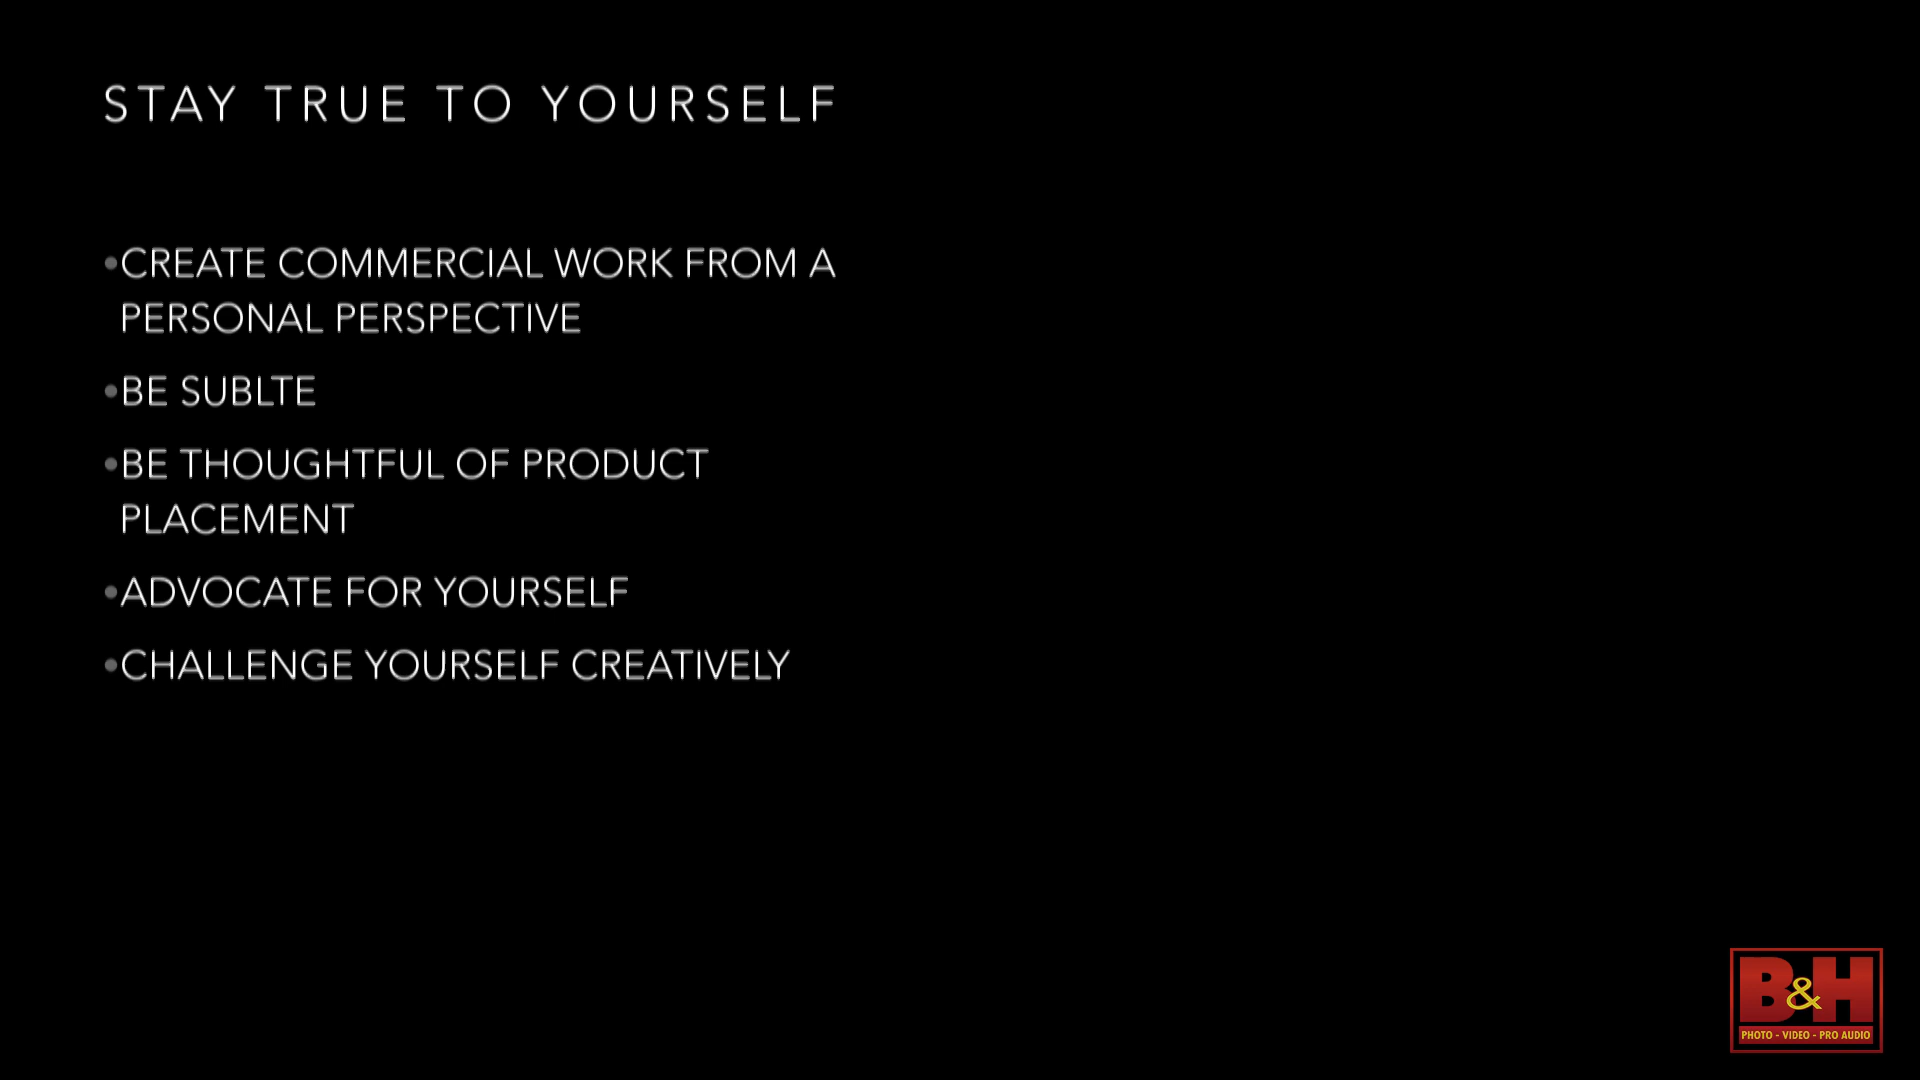 STAY TRUE TO YOURSELF
•CREATE COMMERCIAL WORK FROM A
PERSONAL PERSPECTIVE
•BE SUBLTE
•BE THOUGHTFUL OF PRODUCT
PLACEMENT
•ADVOCATE FOR YOURSELF
•CHALLENGE YOURSELF CREATIVELY
B&H
PHOTO - VIDEO - PRO AUDIO